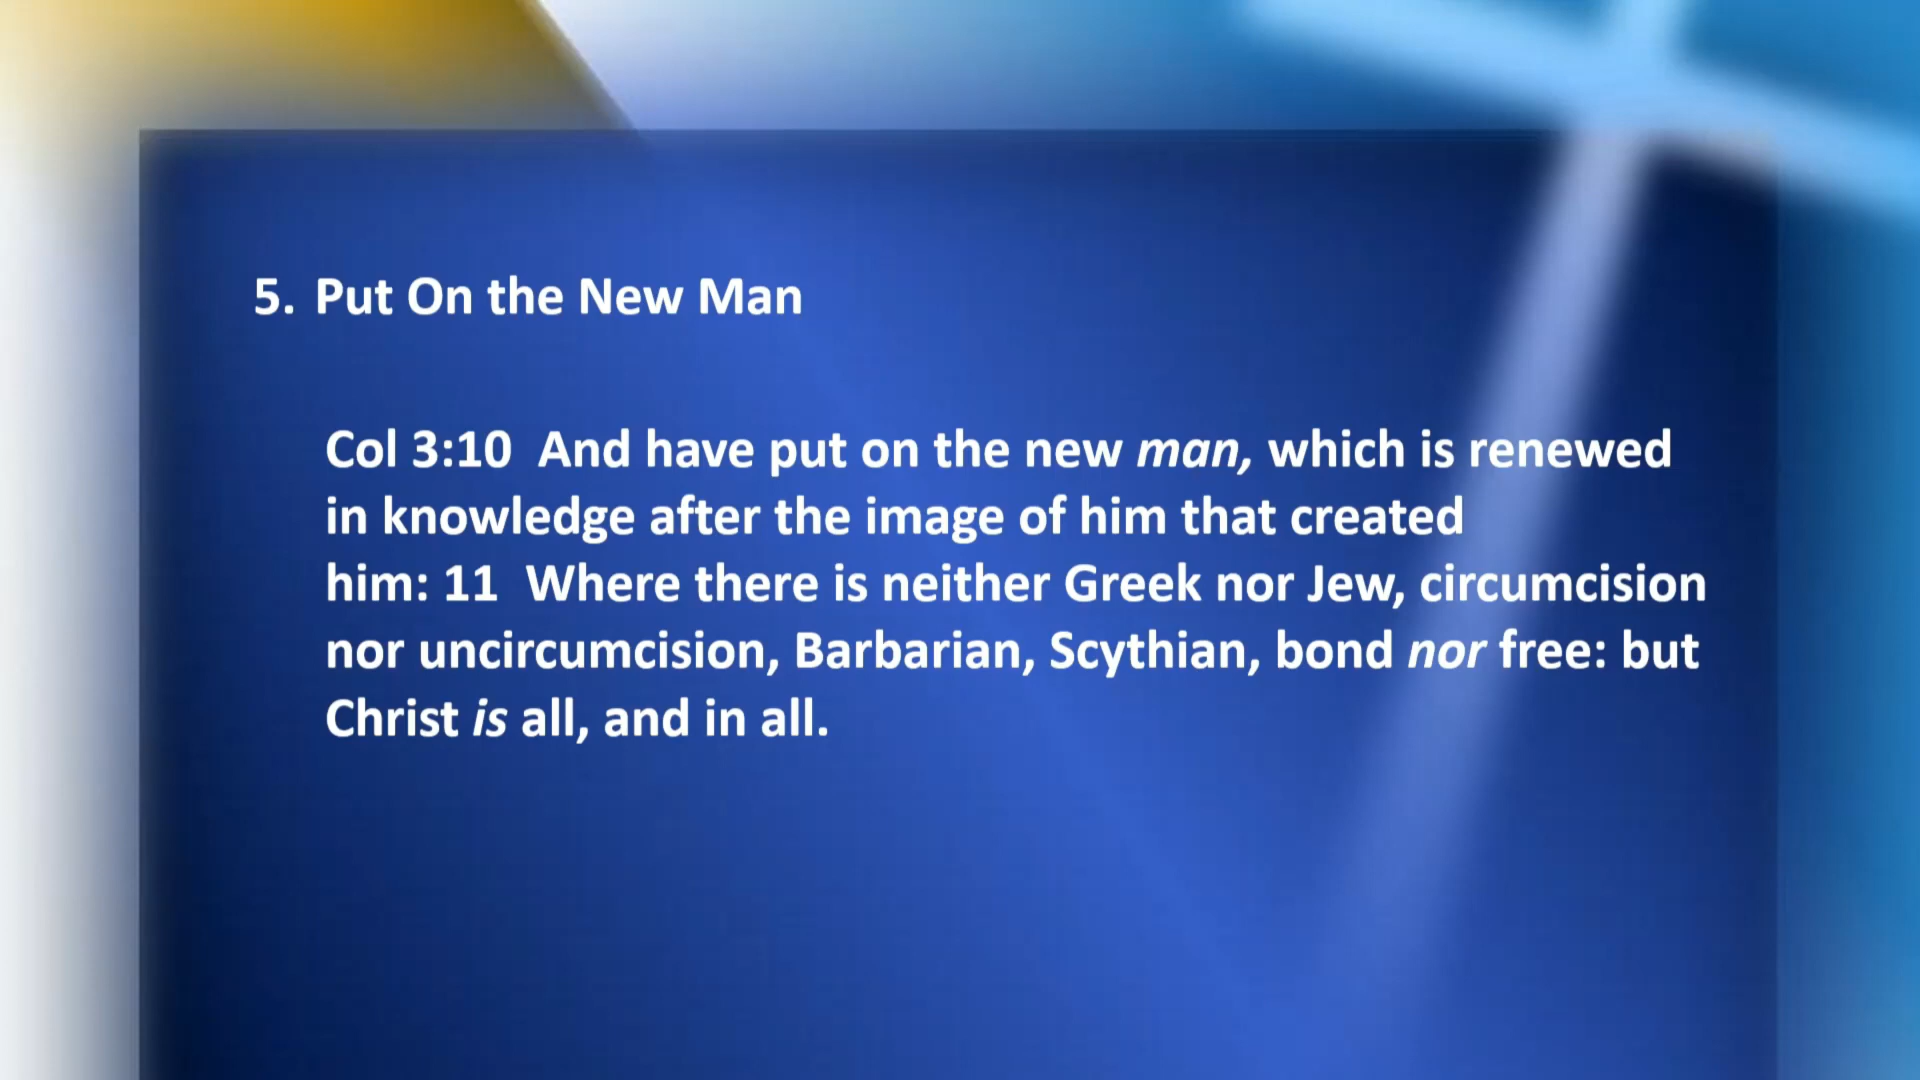 5. Put On the New Man
Col 3:10  And have put on the new man, which is renewed
in knowledge after the image of him that created
him: 11  Where there is neither Greek nor Jew, circumcision
nor uncircumcision, Barbarian, Scythian, bond nor free: but
Christ is all, and in all.